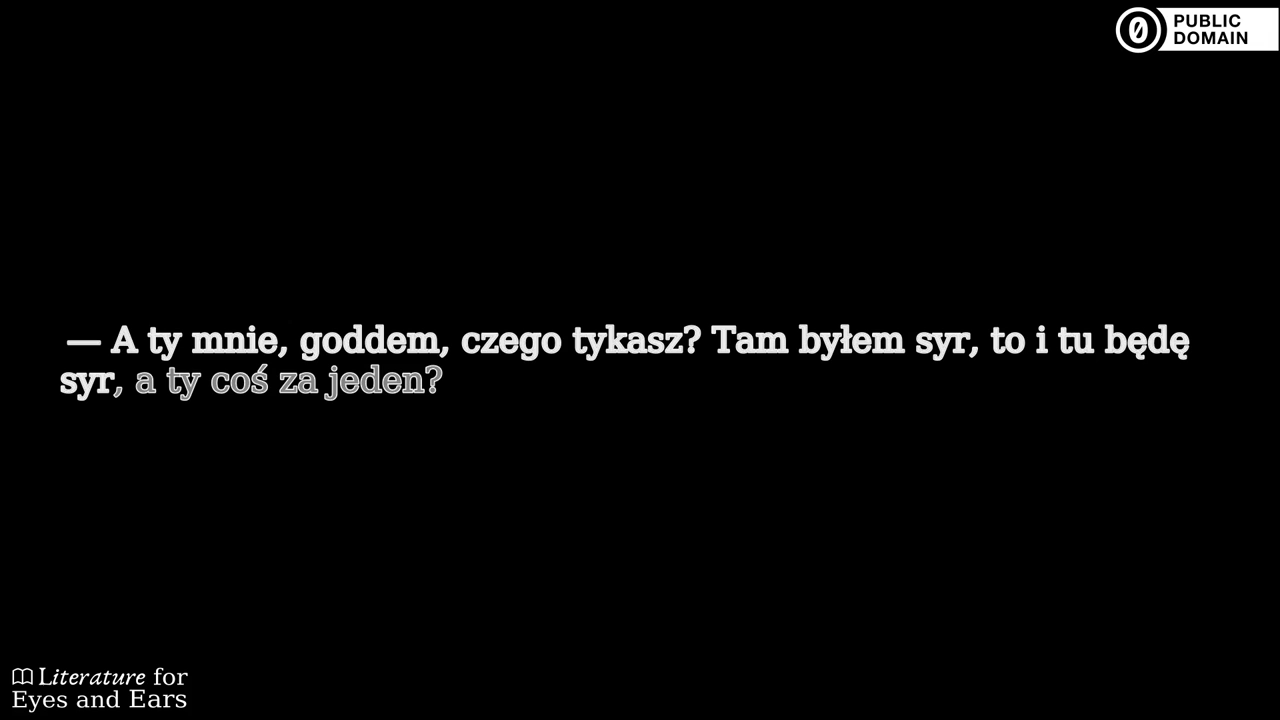 PUBLIC
DOMAIN
— A ty mnie, goddem, czego tykasz? Tam byłem syr, to i tu będę
syr, a ty coś za jeden?
Literature for
Eyes and Ears